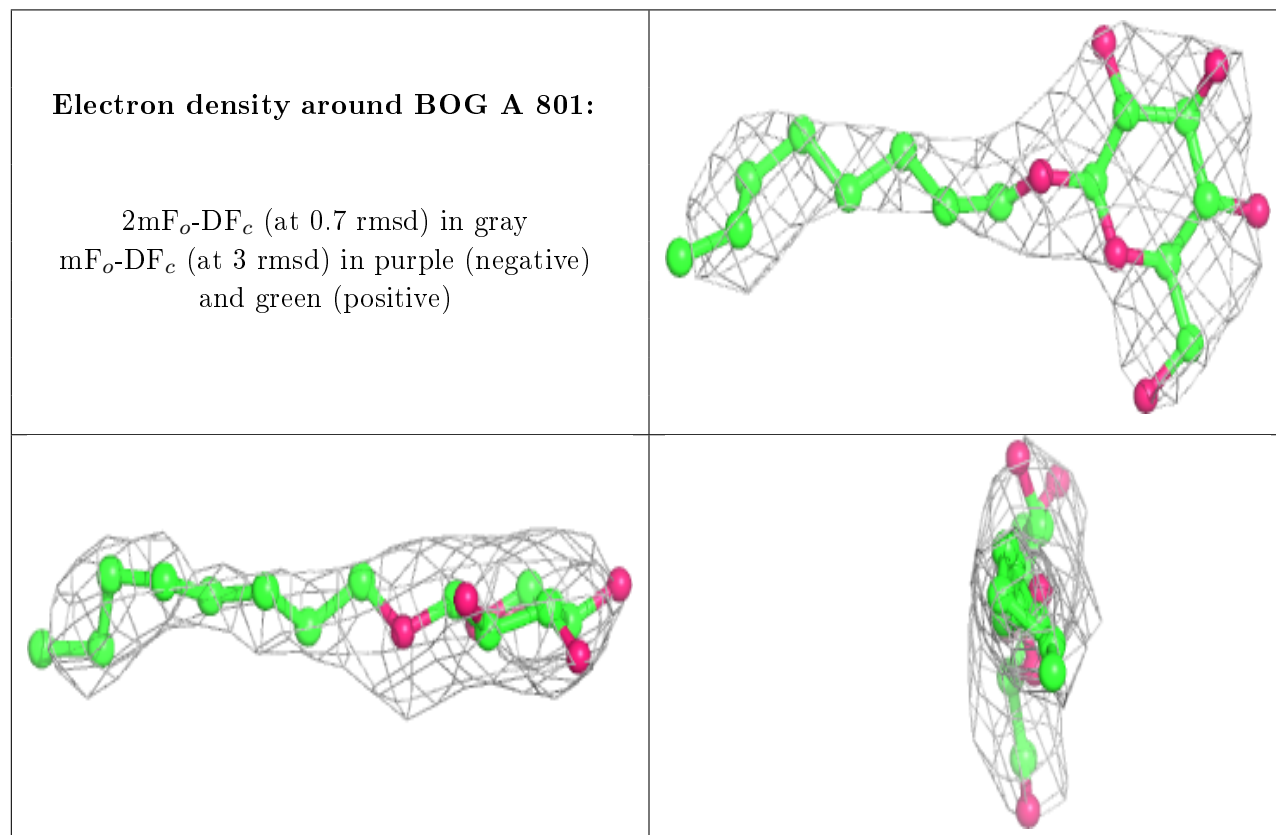 Electron density around BOG A 801:
2mFo-DFc (at 0.7 rmsd) in gray
mFo-DFc (at 3 rmsd) in purple (negative)
and green (positive)